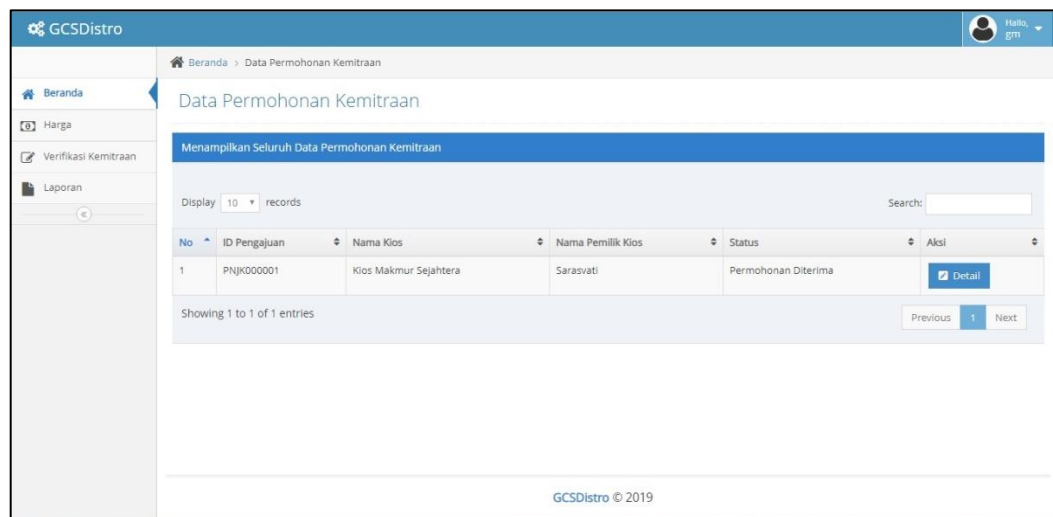 GCSDistro
Hallo,
gm
Beranda > Data Permohonan Kemitraan
Beranda
Harga
Verifikasi Kemitraan
Laporan
Data Permohonan Kemitraan
Menampilkan Seluruh Data Permohonan Kemitraan
Display 10 records Search:
No ID Pengajuan Nama Kios Nama Pemilik Kios Status Aksi
1 PNJK000001 Kios Makmur Sejahtera Sarasvati Permohonan Diterima Detail
Showing 1 to 1 of 1 entries
Previous 1 Next
GCSDistro © 2019